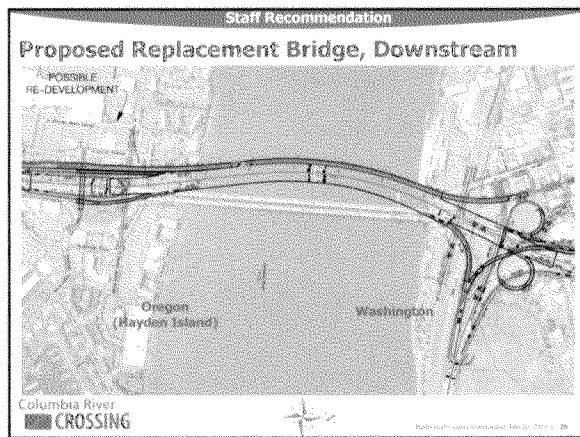 Staff Recommendation
Proposed Replacement Bridge, Downstream
POSSIBLE
RE-DEVELOPMENT
Oregon
(Hayden Island)
Washington
Columbia River
CROSSING